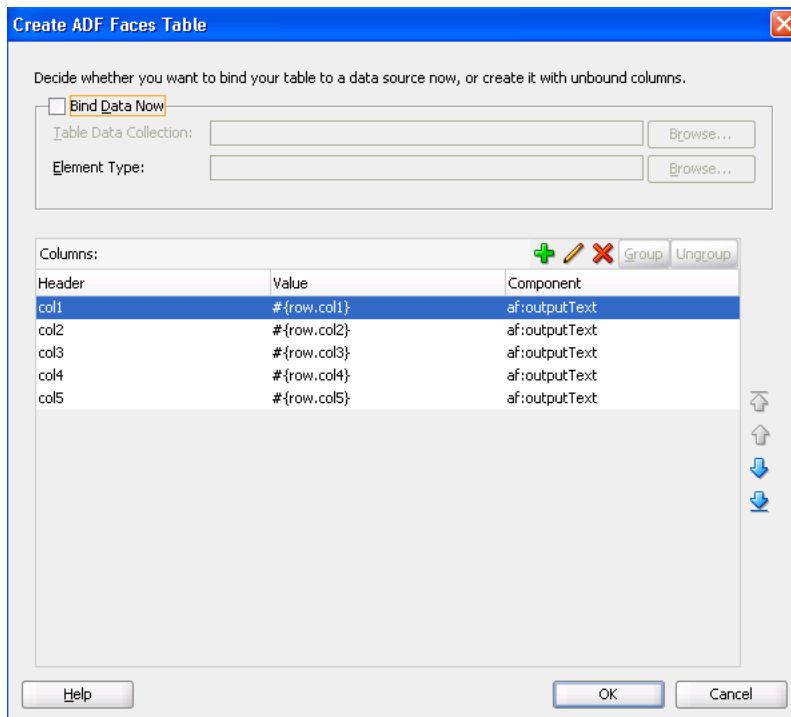 Create ADF Faces Table
Decide whether you want to bind your table to a data source now, or create it with unbound columns.
Bind Data Now
Table Data Collection:
Browse...
Element Type:
Browse...
Columns:
Group Ungroup
Header Value Component
col1 #{row.col1} af:outputText
col2 #{row.col2} af:outputText
col3 #{row.col3} af:outputText
col4 #{row.col4} af:outputText
col5 #{row.col5} af:outputText
Help OK Cancel